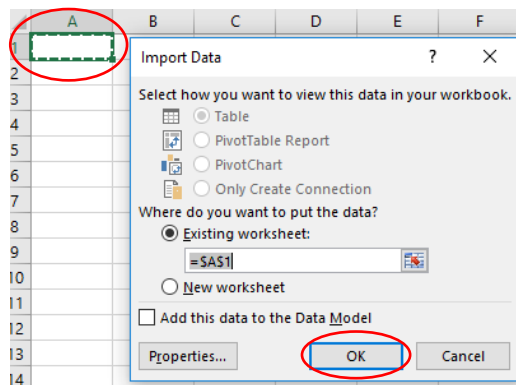 A B C D E F
1
2
3
4
5
6
7
8
9
10
11
12
13
14
Import Data ? X
Select how you want to view this data in your workbook.
Table
PivotTable Report
PivotChart
Only Create Connection
Where do you want to put the data?
Existing worksheet:
=$A$1
New worksheet
Add this data to the Data Model
Properties...
OK
Cancel